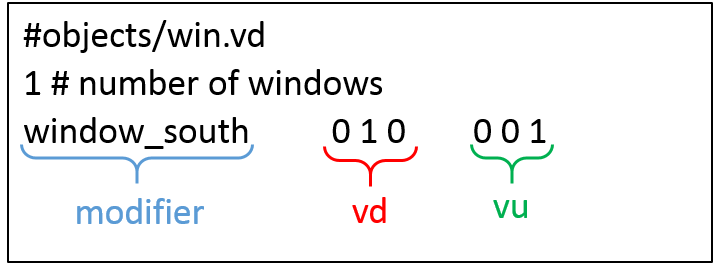 #objects/win.vd
1 # number of windows
window_south 0 1 0 0 0 1
modifier vd vu